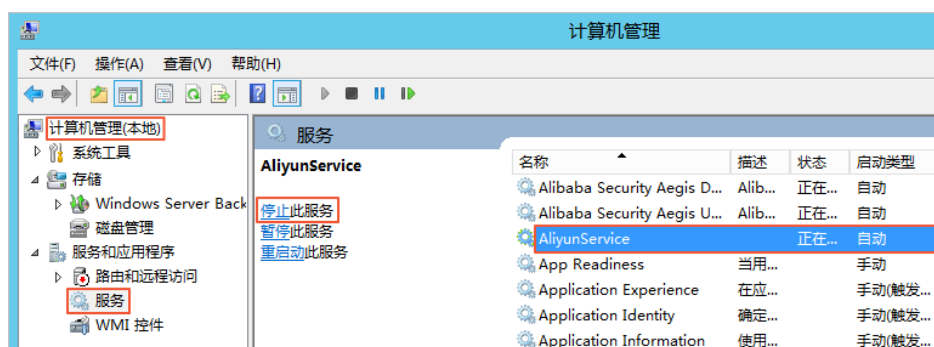 计算机管理
文件(F) 操作(A) 查看(V) 帮助(H)
计算机管理(本地)
系统工具
存储
Windows Server Back
磁盘管理
服务和应用程序
路由和远程访问
服务
WMI 控件
服务
AliyunService
停止此服务
暂停此服务
重启动此服务
名称 描述 状态 启动类型
Alibaba Security Aegis D... Alib... 正在... 自动
Alibaba Security Aegis U... Alib... 正在... 自动
AliyunService 正在... 自动
App Readiness 当用... 手动
Application Experience 在应... 手动(触发...
Application Identity 确定... 手动(触发...
Application Information 使用... 手动(触发...